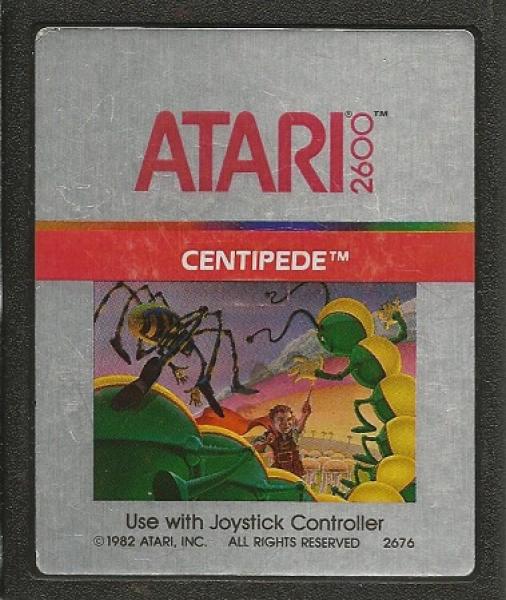 ATARI® 2600™
CENTIPEDE™
Use with Joystick Controller
© 1982 ATARI, INC. ALL RIGHTS RESERVED 2676